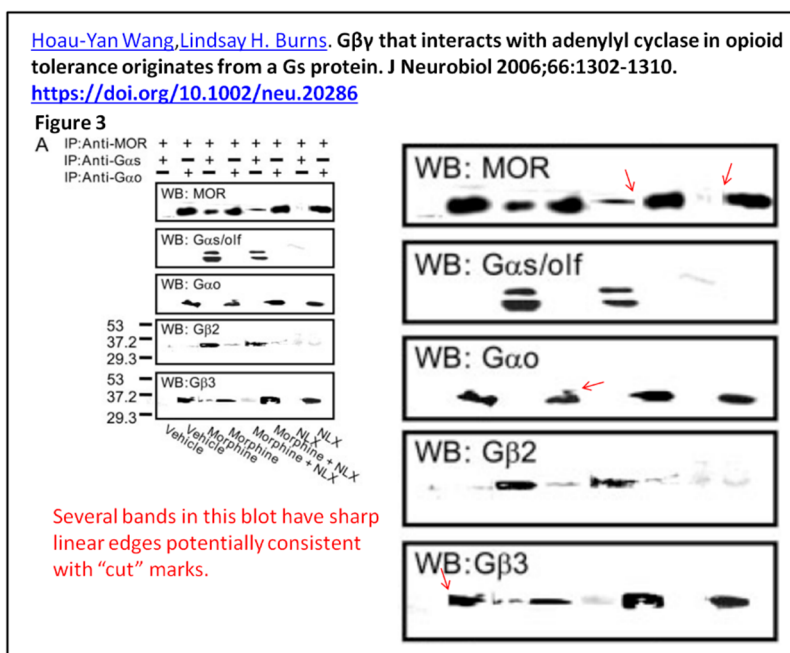 Hoau-Yan Wang,Lindsay H. Burns. Gβγ that interacts with adenylyl cyclase in opioid
tolerance originates from a Gs protein. J Neurobiol 2006;66:1302-1310.
https://doi.org/10.1002/neu.20286
Figure 3
A
IP:Anti-MOR + + + + + + + +
IP:Anti-Gαs + − + − + − + −
IP:Anti-Gαo − + − + − + − +
WB: MOR
WB: Gαs/olf
WB: Gαo
53
37.2
29.3
WB: Gβ2
53
37.2
29.3
WB:Gβ3
Vehicle
Vehicle
Morphine
Morphine
Morphine + NLX
Morphine + NLX
NLX
NLX
Several bands in this blot have sharp
linear edges potentially consistent
with “cut” marks.
WB: MOR
WB: Gαs/olf
WB: Gαo
WB: Gβ2
WB:Gβ3